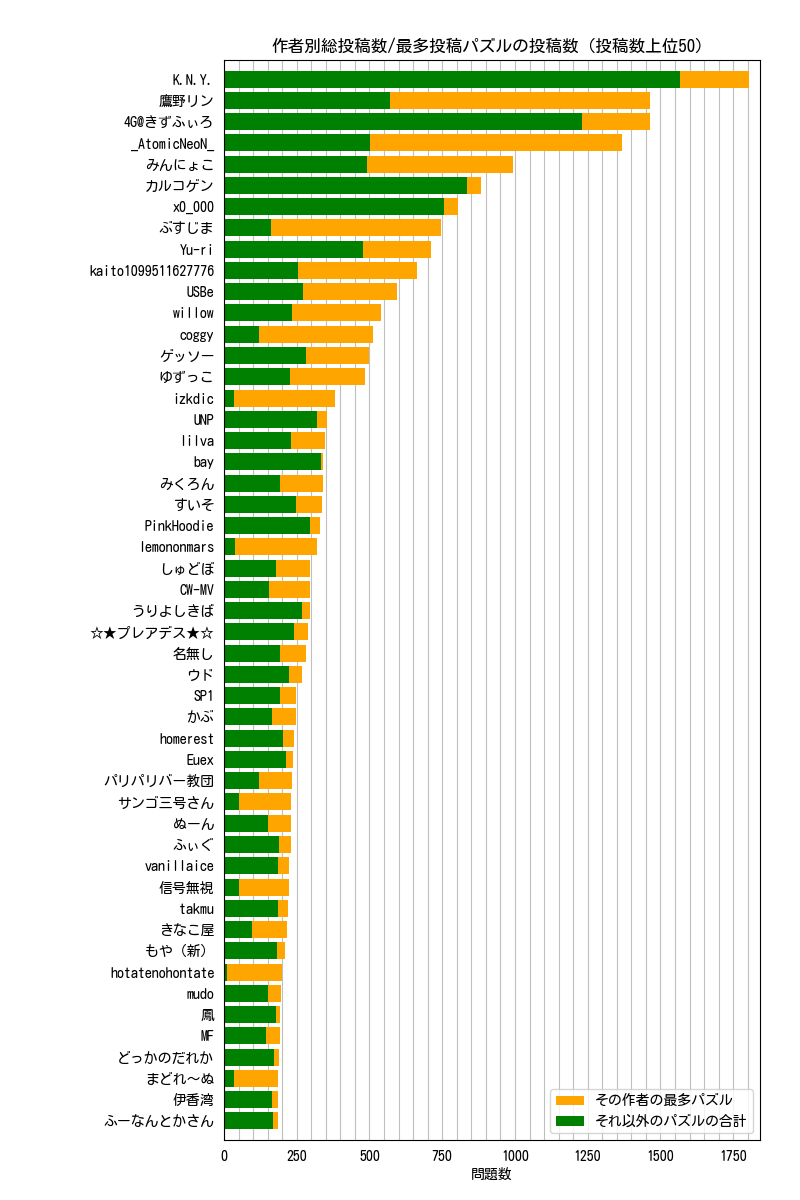 作者別総投稿数/最多投稿パズルの投稿数 (投稿数上位50)
K.N.Y.
鷹野リン
4G@きずふぃろ
_AtomicNeoN_
みんにょこ
カルコゲン
x0_000
ぷすじま
Yu-ri
kaito1099511627776
USBe
willow
coggy
ゲッソー
ゆずっこ
izkdic
UNP
lilva
bay
みくろん
すいそ
PinkHoodie
lemononmars
しゅどぼ
CW-MV
うりよしきば
☆★プレアデス★☆
名無し
ウド
SP1
かぶ
homerest
Euex
パリパリバー教団
サンゴ三号さん
ぬーん
ふぃぐ
vanillaice
信号無視
takmu
きなこ屋
もや (新)
hotatenohontate
mudo
鳳
MF
どっかのだれか
まどれ～ぬ
伊香湾
ふーなんとかさん
その作者の最多パズル
それ以外のパズルの合計
0 250 500 750 1000 1250 1500 1750
問題数